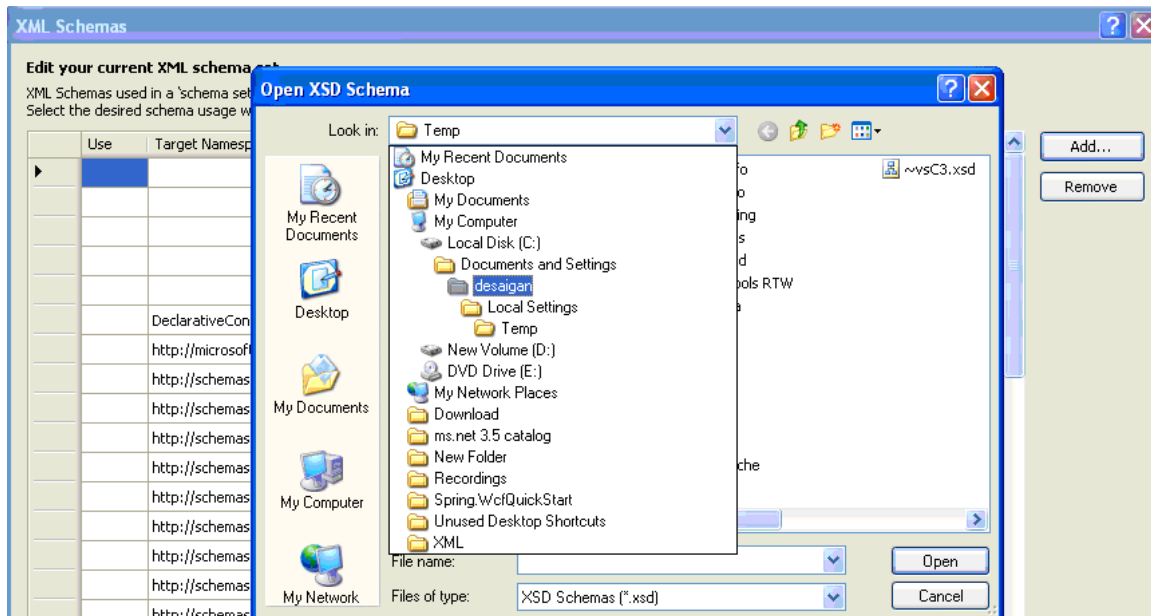 XML Schemas
Edit your current XML schema set
XML Schemas used in a 'schema set
Select the desired schema usage w
Use
Target Namesp
DeclarativeCon
http://microsoft
http://schemas
http://schemas
http://schemas
http://schemas
http://schemas
http://schemas
http://schemas
http://schemas
http://schemas
Add...
Remove
Open XSD Schema
Look in:
Temp
My Recent Documents
Desktop
My Documents
My Computer
Local Disk (C:)
Documents and Settings
desaigan
Local Settings
Temp
New Volume (D:)
DVD Drive (E:)
My Network Places
Download
ms.net 3.5 catalog
New Folder
Recordings
Spring.WcfQuickStart
Unused Desktop Shortcuts
XML
My Recent
Documents
Desktop
My Documents
My Computer
My Network
fo
o
ing
s
d
ools RTW
a
che
~vsC3.xsd
File name:
Open
Files of type:
XSD Schemas (*.xsd)
Cancel